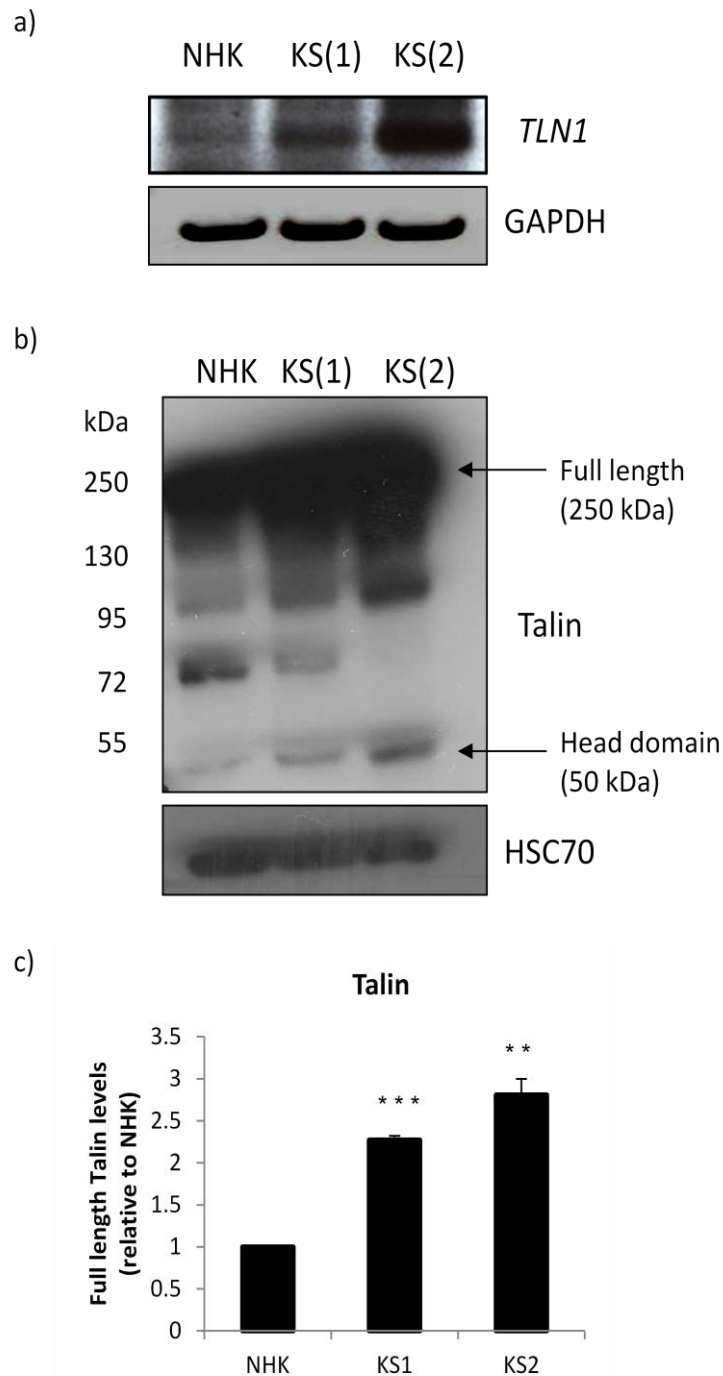 a)
NHK KS(1) KS(2)
TLN1
GAPDH
b)
NHK KS(1) KS(2)
kDa
250
130
95
72
55
Full length
(250 kDa)
Talin
Head domain
(50 kDa)
HSC70
c)
Talin
Full length Talin levels
(relative to NHK)
3.5
3
2.5
2
1.5
1
0.5
0
* * *
* *
NHK KS1 KS2